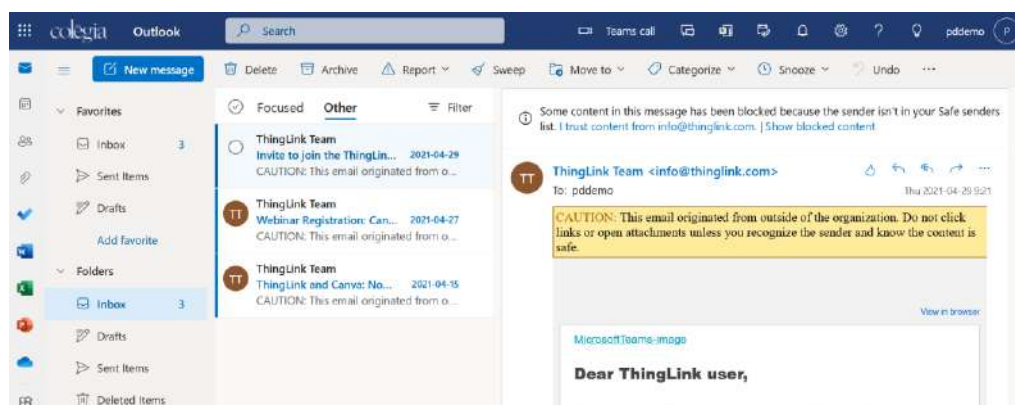 colegia Outlook Search Teams call pddemo P
New message Delete Archive Report Sweep Move to Categorize Snooze Undo ...
Favorites
Inbox 3
Sent Items
Drafts
Add favorite
Folders
Inbox 3
Drafts
Sent Items
Deleted Items
Focused Other Filter
ThingLink Team
Invite to join the ThingLin... 2021-04-29
CAUTION: This email originated from o...
TT
ThingLink Team
Webinar Registration: Can... 2021-04-27
CAUTION: This email originated from o...
TT
ThingLink Team
ThingLink and Canva: No... 2021-04-15
CAUTION: This email originated from o...
Some content in this message has been blocked because the sender isn't in your Safe senders
list. I trust content from info@thinglink.com. | Show blocked content
TT
ThingLink Team <info@thinglink.com>
To: pddemo
Thu 2021-04-29 9:21
CAUTION: This email originated from outside of the organization. Do not click
links or open attachments unless you recognize the sender and know the content is
safe.
View in browser
MicrosoftTeams-image
Dear ThingLink user,